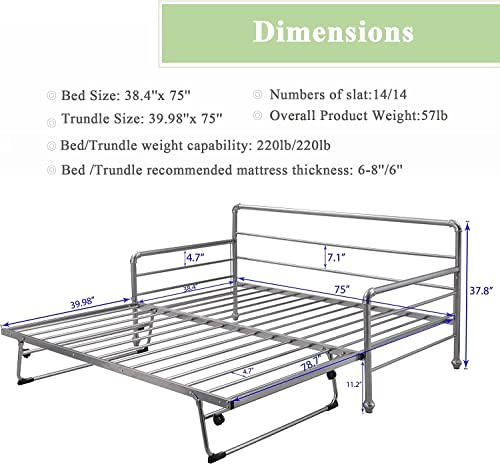 Dimensions
Bed Size: 38.4"x 75"
Numbers of slat:14/14
Trundle Size: 39.98"x 75"
Overall Product Weight:57lb
Bed/Trundle weight capability: 220lb/220lb
Bed /Trundle recommended mattress thickness: 6-8"/6"
4.7"
7.1"
37.8"
39.98"
38.4"
75"
78.7"
4.7"
11.2"